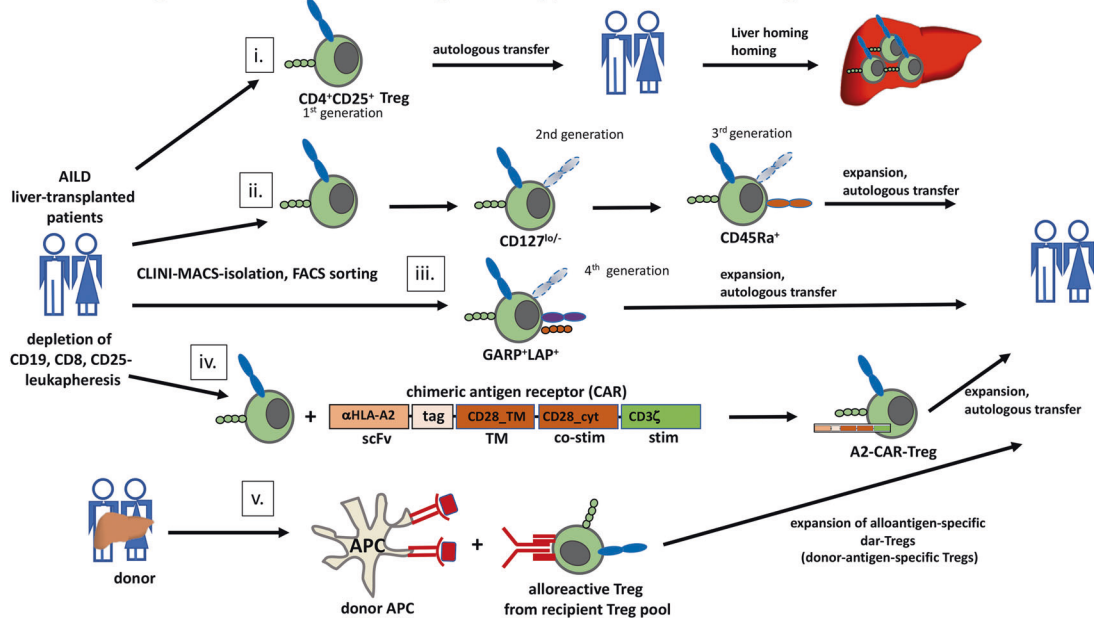 i.
CD4⁺CD25⁺ Treg
1ˢᵗ generation
autologous transfer
Liver homing
homing
AILD
liver-transplanted
patients
ii.
2nd generation
CD127ˡᵒ/⁻
3ʳᵈ generation
CD45Ra⁺
expansion,
autologous transfer
CLINI-MACS-isolation, FACS sorting
iii.
4ᵗʰ generation
GARP⁺LAP⁺
expansion,
autologous transfer
depletion of
CD19, CD8, CD25-
leukapheresis
iv.
+
chimeric antigen receptor (CAR)
αHLA-A2 tag CD28_TM CD28_cyt CD3ζ
scFv TM co-stim stim
A2-CAR-Treg
expansion,
autologous transfer
v.
donor
APC
donor APC
+
alloreactive Treg
from recipient Treg pool
expansion of alloantigen-specific
dar-Tregs
(donor-antigen-specific Tregs)